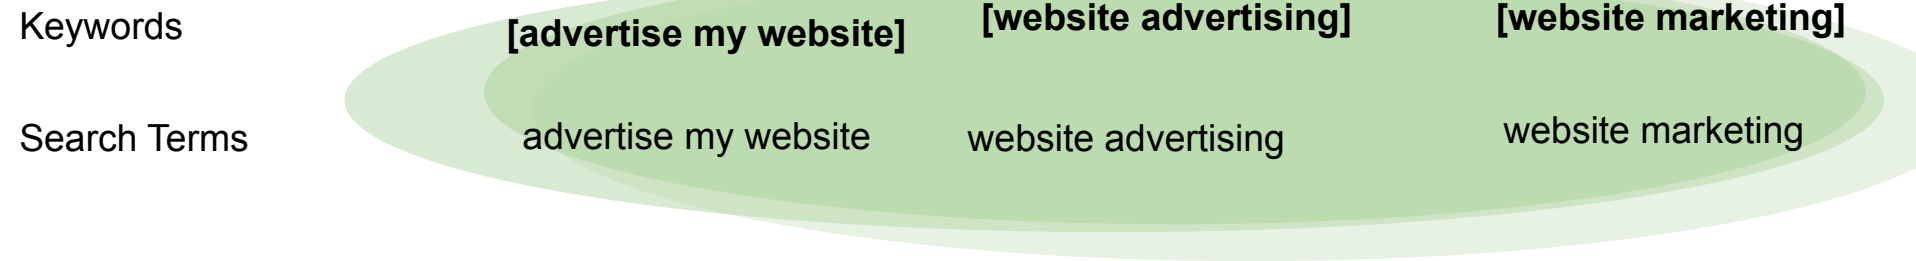 Keywords [advertise my website] [website advertising] [website marketing]
Search Terms advertise my website website advertising website marketing